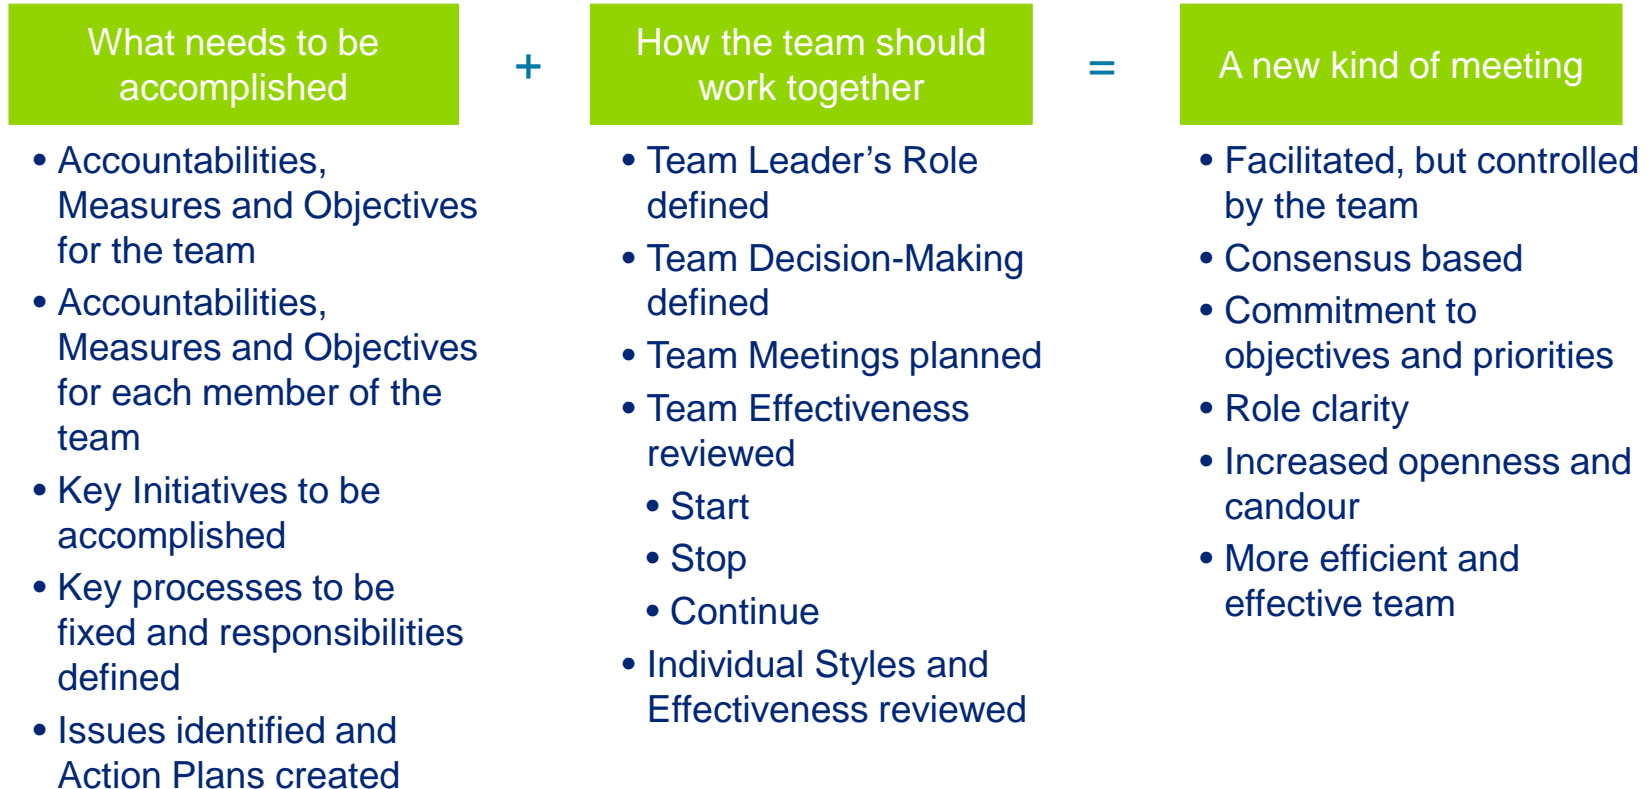 What needs to be
accomplished
+
How the team should
work together
=
A new kind of meeting
• Accountabilities,
Measures and Objectives
for the team
• Accountabilities,
Measures and Objectives
for each member of the
team
• Key Initiatives to be
accomplished
• Key processes to be
fixed and responsibilities
defined
• Issues identified and
Action Plans created
• Team Leader’s Role
defined
• Team Decision-Making
defined
• Team Meetings planned
• Team Effectiveness
reviewed
• Start
• Stop
• Continue
• Individual Styles and
Effectiveness reviewed
• Facilitated, but controlled
by the team
• Consensus based
• Commitment to
objectives and priorities
• Role clarity
• Increased openness and
candour
• More efficient and
effective team